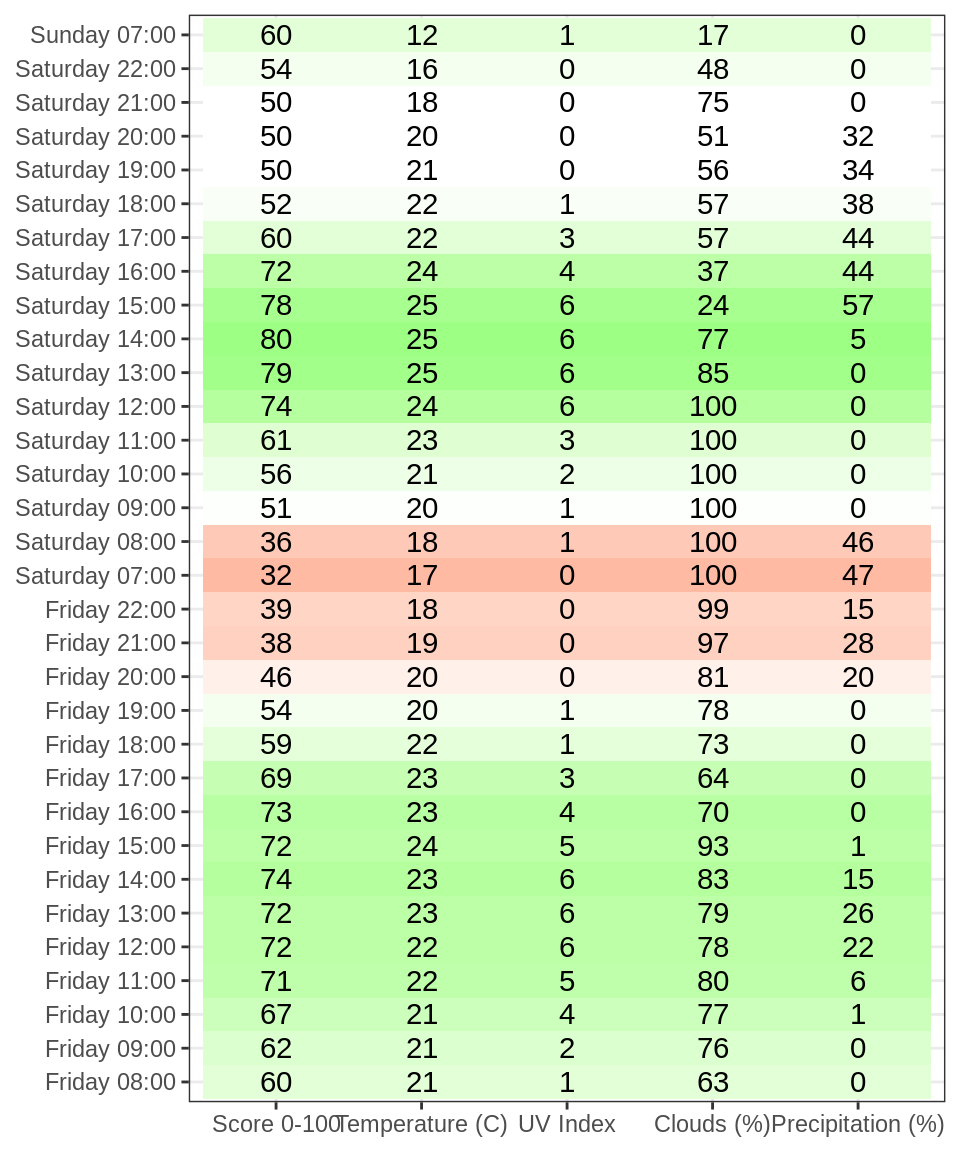 Sunday 07:00 60 12 1 17 0
Saturday 22:00 54 16 0 48 0
Saturday 21:00 50 18 0 75 0
Saturday 20:00 50 20 0 51 32
Saturday 19:00 50 21 0 56 34
Saturday 18:00 52 22 1 57 38
Saturday 17:00 60 22 3 57 44
Saturday 16:00 72 24 4 37 44
Saturday 15:00 78 25 6 24 57
Saturday 14:00 80 25 6 77 5
Saturday 13:00 79 25 6 85 0
Saturday 12:00 74 24 6 100 0
Saturday 11:00 61 23 3 100 0
Saturday 10:00 56 21 2 100 0
Saturday 09:00 51 20 1 100 0
Saturday 08:00 36 18 1 100 46
Saturday 07:00 32 17 0 100 47
Friday 22:00 39 18 0 99 15
Friday 21:00 38 19 0 97 28
Friday 20:00 46 20 0 81 20
Friday 19:00 54 20 1 78 0
Friday 18:00 59 22 1 73 0
Friday 17:00 69 23 3 64 0
Friday 16:00 73 23 4 70 0
Friday 15:00 72 24 5 93 1
Friday 14:00 74 23 6 83 15
Friday 13:00 72 23 6 79 26
Friday 12:00 72 22 6 78 22
Friday 11:00 71 22 5 80 6
Friday 10:00 67 21 4 77 1
Friday 09:00 62 21 2 76 0
Friday 08:00 60 21 1 63 0
Score 0-100 Temperature (C) UV Index Clouds (%) Precipitation (%)